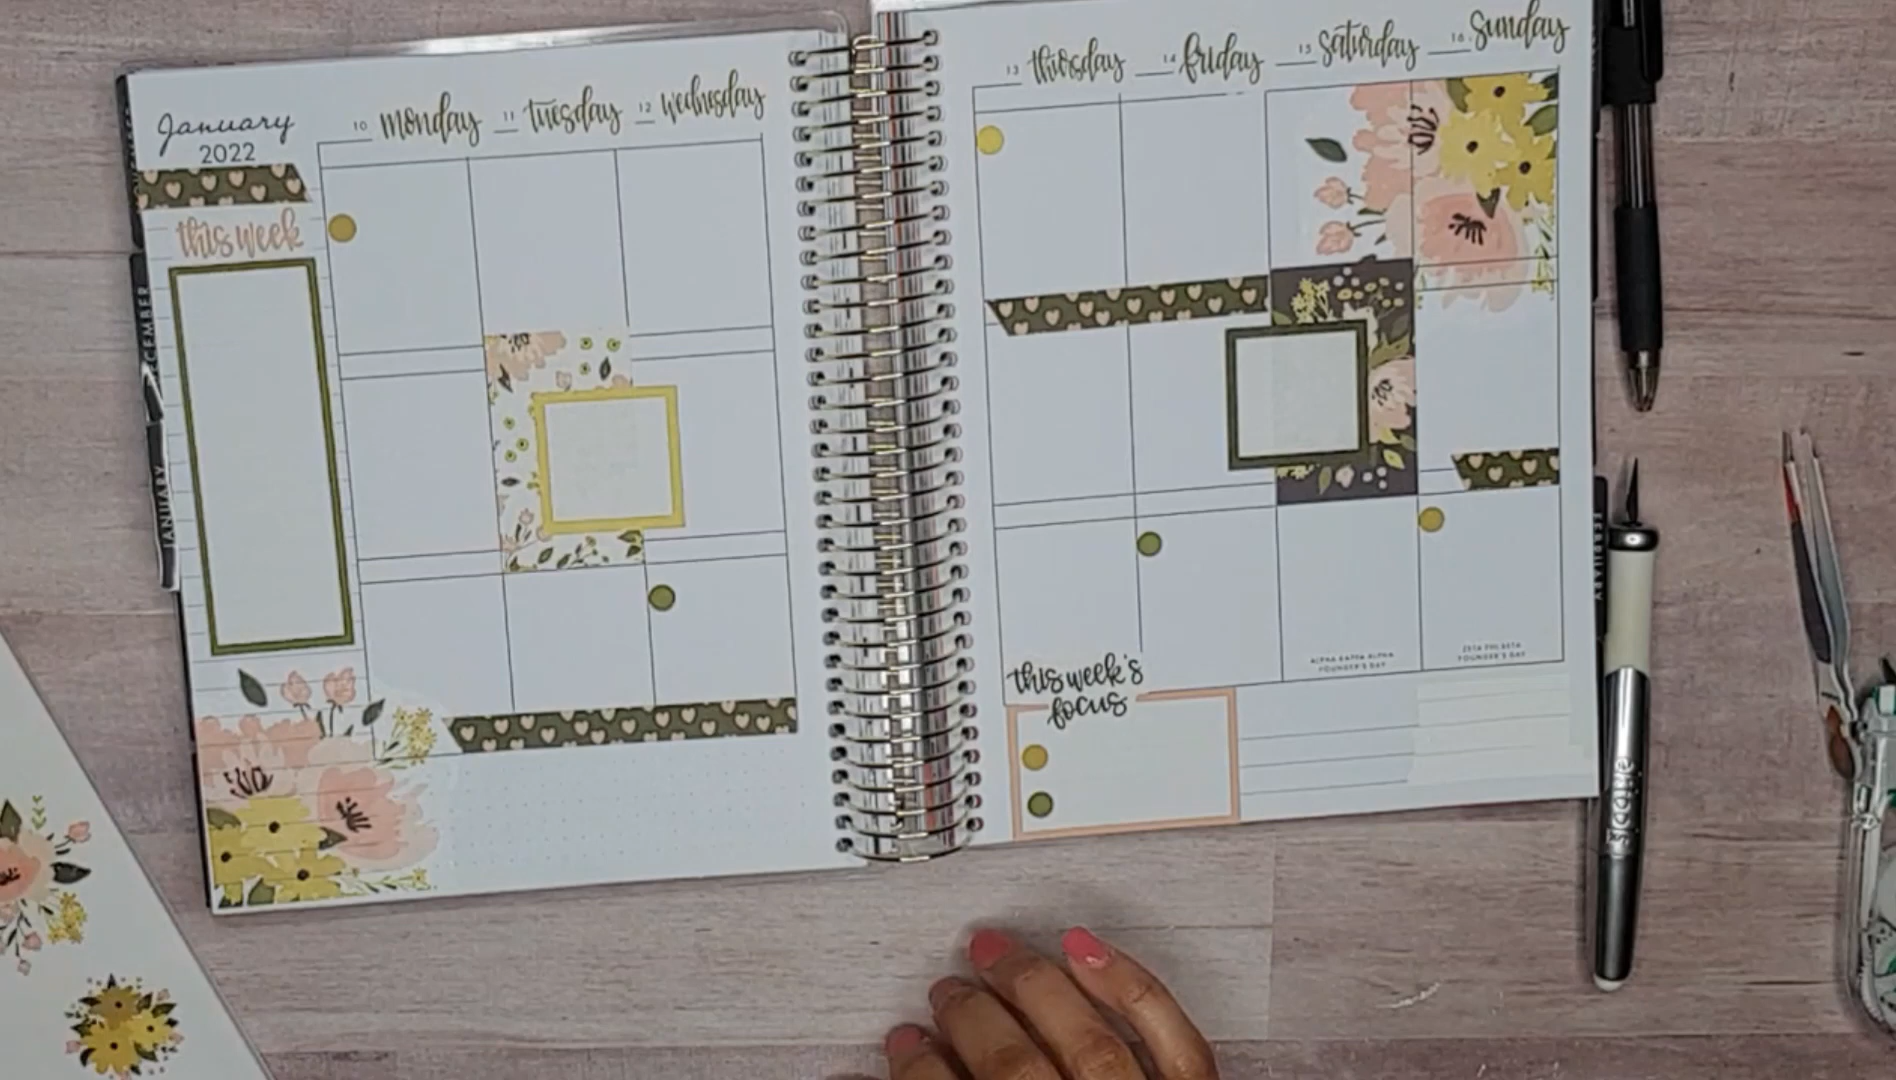 January
2022
10 monday
11 tuesday
12 wednesday
13 thursday
14 friday
15 saturday
16 sunday
this week
DECEMBER
JANUARY
FEBRUARY
ALPHA KAPPA ALPHA
FOUNDER'S DAY
ZETA PHI BETA
FOUNDER'S DAY
this week's
focus